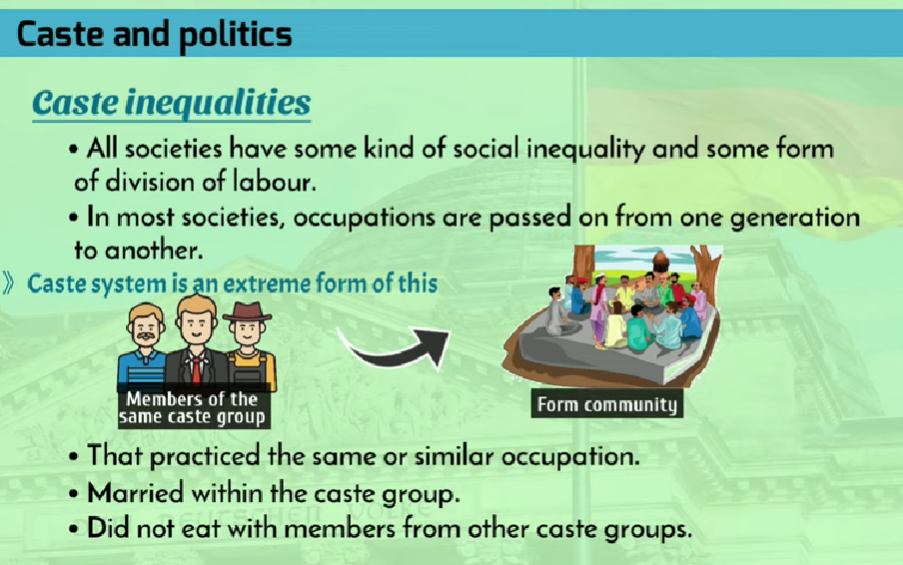 Caste and politics
Caste inequalities
• All societies have some kind of social inequality and some form
of division of labour.
• In most societies, occupations are passed on from one generation
to another.
》 Caste system is an extreme form of this
Members of the
same caste group
Form community
• That practiced the same or similar occupation.
• Married within the caste group.
• Did not eat with members from other caste groups.